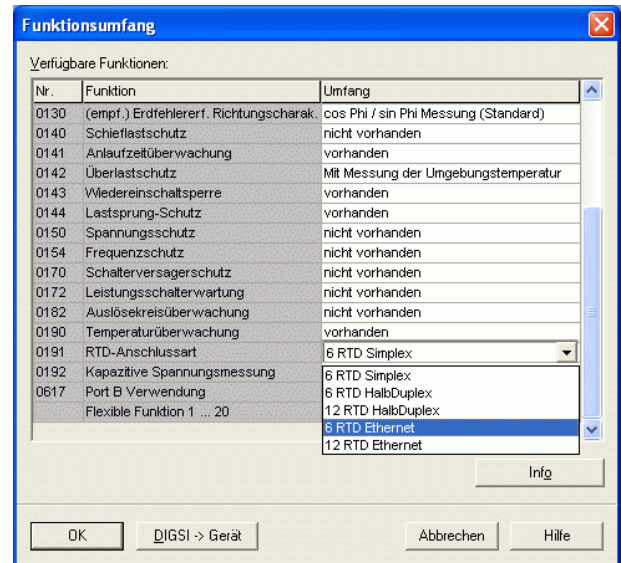 Funktionsumfang
Verfügbare Funktionen:
Nr. Funktion Umfang
0130 (empf.) Erdfehlererf. Richtungscharak. cos Phi / sin Phi Messung (Standard)
0140 Schieflastschutz nicht vorhanden
0141 Anlaufzeitüberwachung vorhanden
0142 Überlastschutz Mit Messung der Umgebungstemperatur
0143 Wiedereinschaltsperre vorhanden
0144 Lastsprung-Schutz vorhanden
0150 Spannungsschutz nicht vorhanden
0154 Frequenzschutz nicht vorhanden
0170 Schalterversagerschutz nicht vorhanden
0172 Leistungsschalterwartung nicht vorhanden
0182 Auslösekreisüberwachung nicht vorhanden
0190 Temperaturüberwachung vorhanden
0191 RTD-Anschlussart 6 RTD Simplex
0192 Kapazitive Spannungsmessung 6 RTD Simplex
0617 Port B Verwendung 6 RTD HalbDuplex
Flexible Funktion 1 ... 20 12 RTD HalbDuplex
6 RTD Ethernet
12 RTD Ethernet
Info
OK DIGSI -> Gerät Abbrechen Hilfe